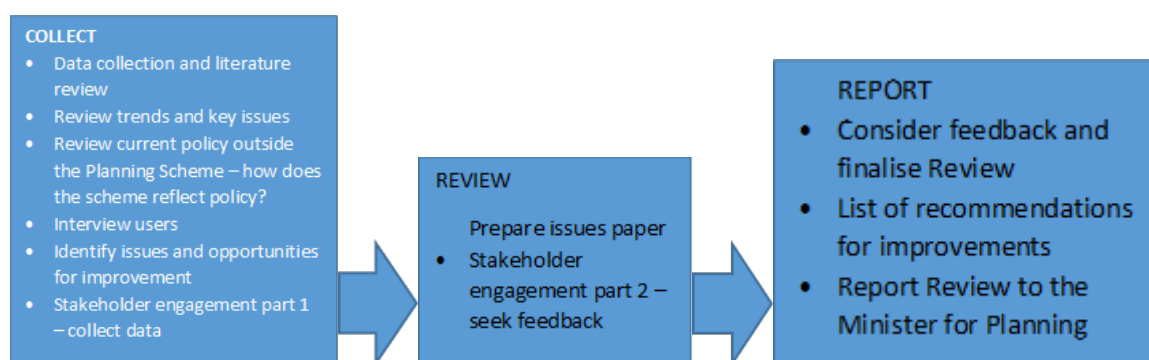 COLLECT
• Data collection and literature
review
• Review trends and key issues
• Review current policy outside
the Planning Scheme – how does
the scheme reflect policy?
• Interview users
• Identify issues and opportunities
for improvement
• Stakeholder engagement part 1
– collect data
REVIEW
Prepare issues paper
• Stakeholder
engagement part 2 –
seek feedback
REPORT
• Consider feedback and
finalise Review
• List of recommendations
for improvements
• Report Review to the
Minister for Planning